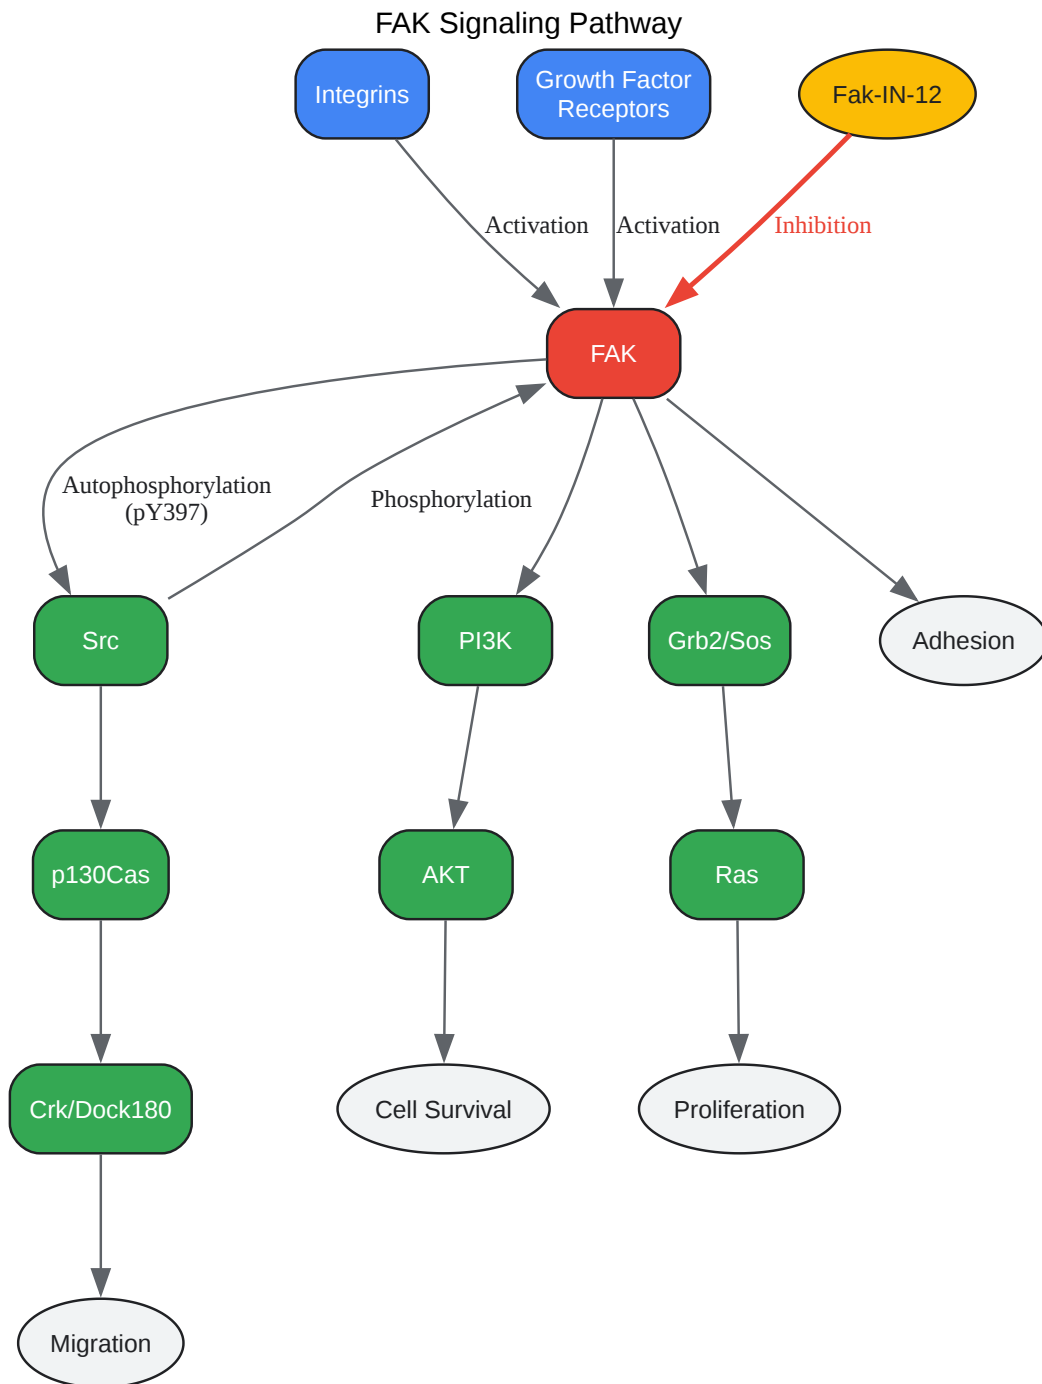 FAK Signaling Pathway
Integrins
Growth Factor
Receptors
Fak-IN-12
Activation
Activation
Inhibition
FAK
Autophosphorylation
(pY397)
Phosphorylation
Src
PI3K
Grb2/Sos
Adhesion
p130Cas
AKT
Ras
Crk/Dock180
Cell Survival
Proliferation
Migration